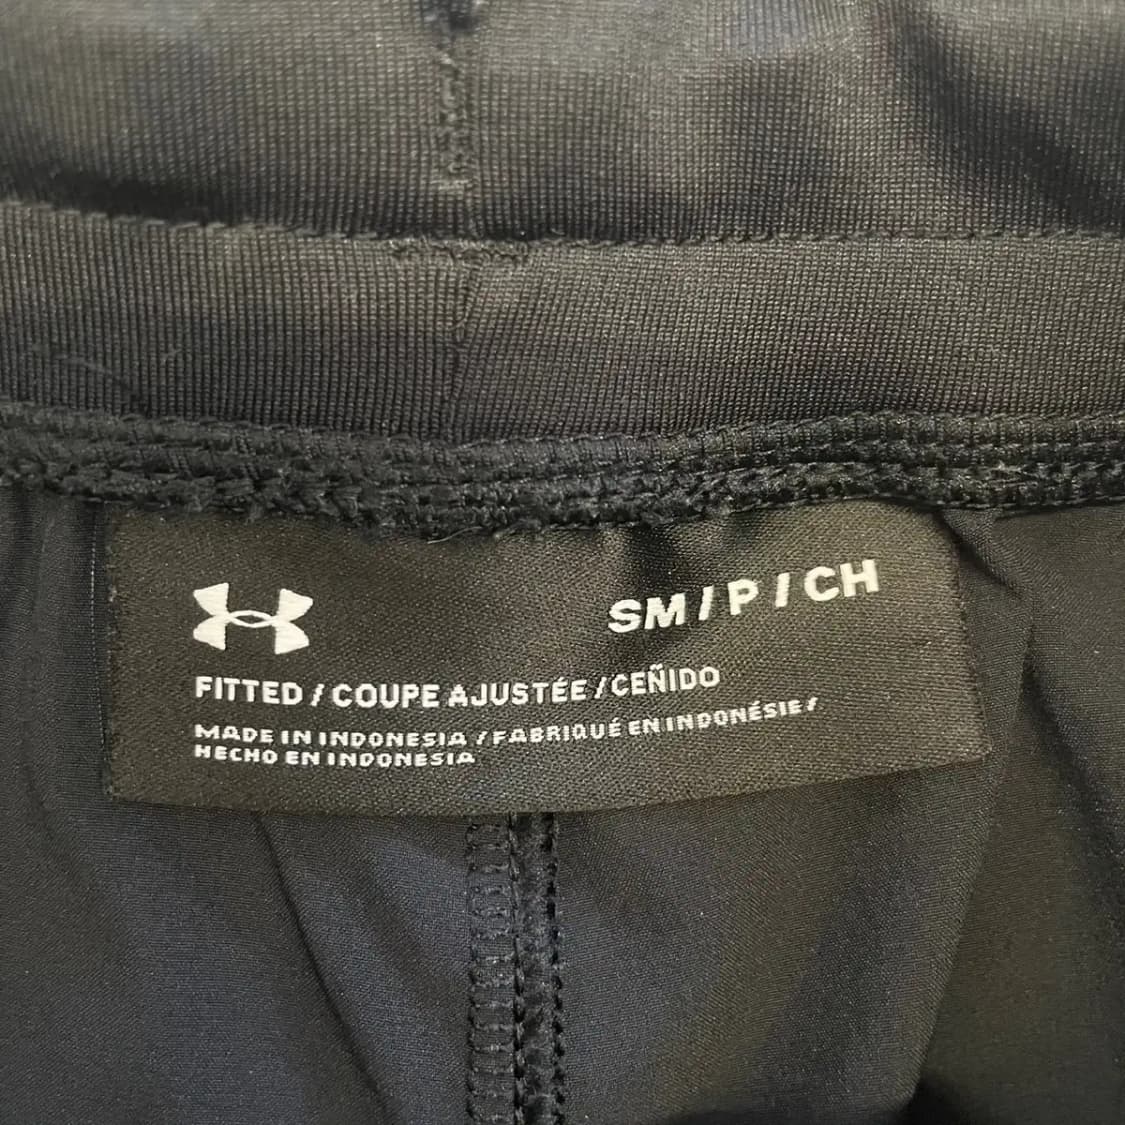 SM / P / CH
FITTED / COUPE AJUSTÉE / CEÑIDO
MADE IN INDONESIA / FABRIQUÉ EN INDONÉSIE /
HECHO EN INDONESIA